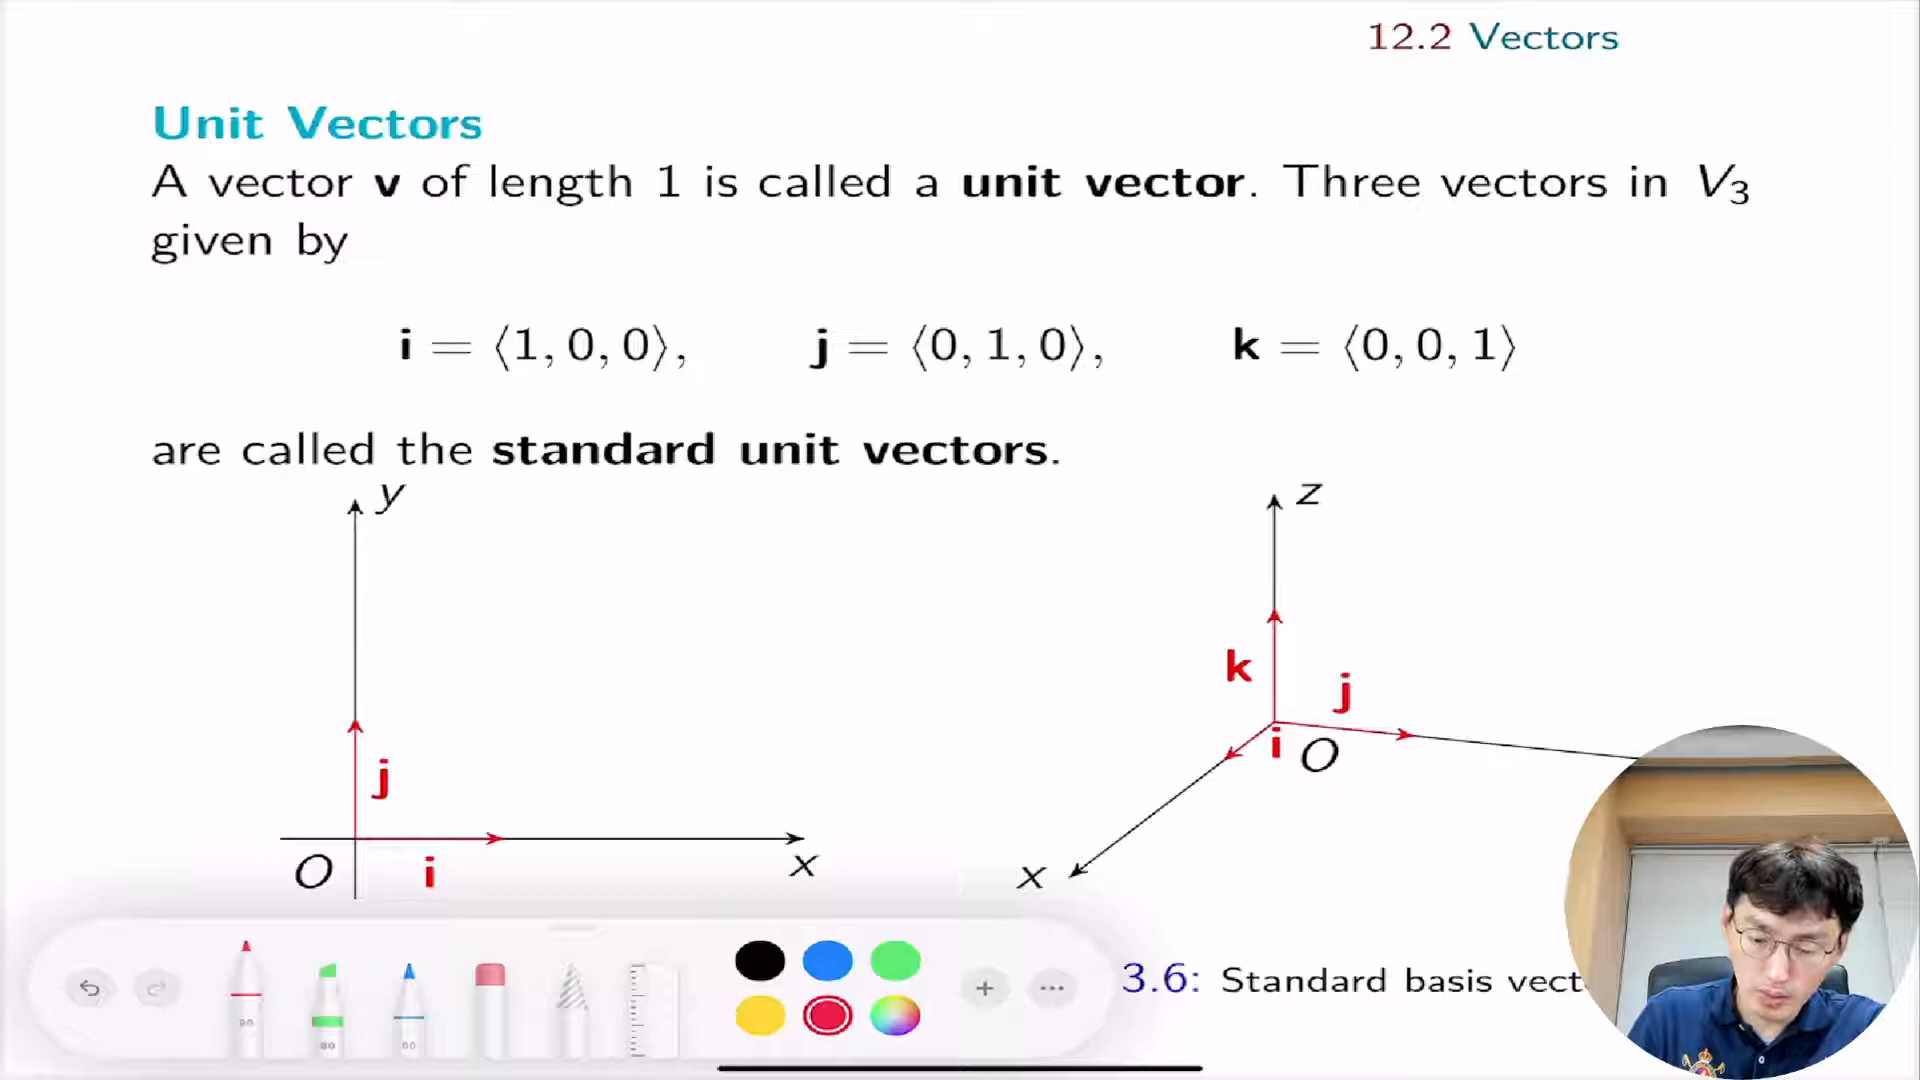 12.2 Vectors
Unit Vectors
A vector v of length 1 is called a unit vector. Three vectors in V₃
given by
i = ⟨1, 0, 0⟩, j = ⟨0, 1, 0⟩, k = ⟨0, 0, 1⟩
are called the standard unit vectors.
y
j
O
i
x
z
k
j
i
O
x
3.6: Standard basis vect
80
80